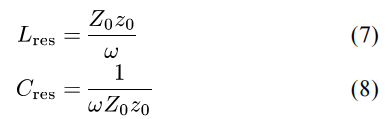 L_res = Z_0 z_0 / ω (7)
C_res = 1 / ω Z_0 z_0 (8)